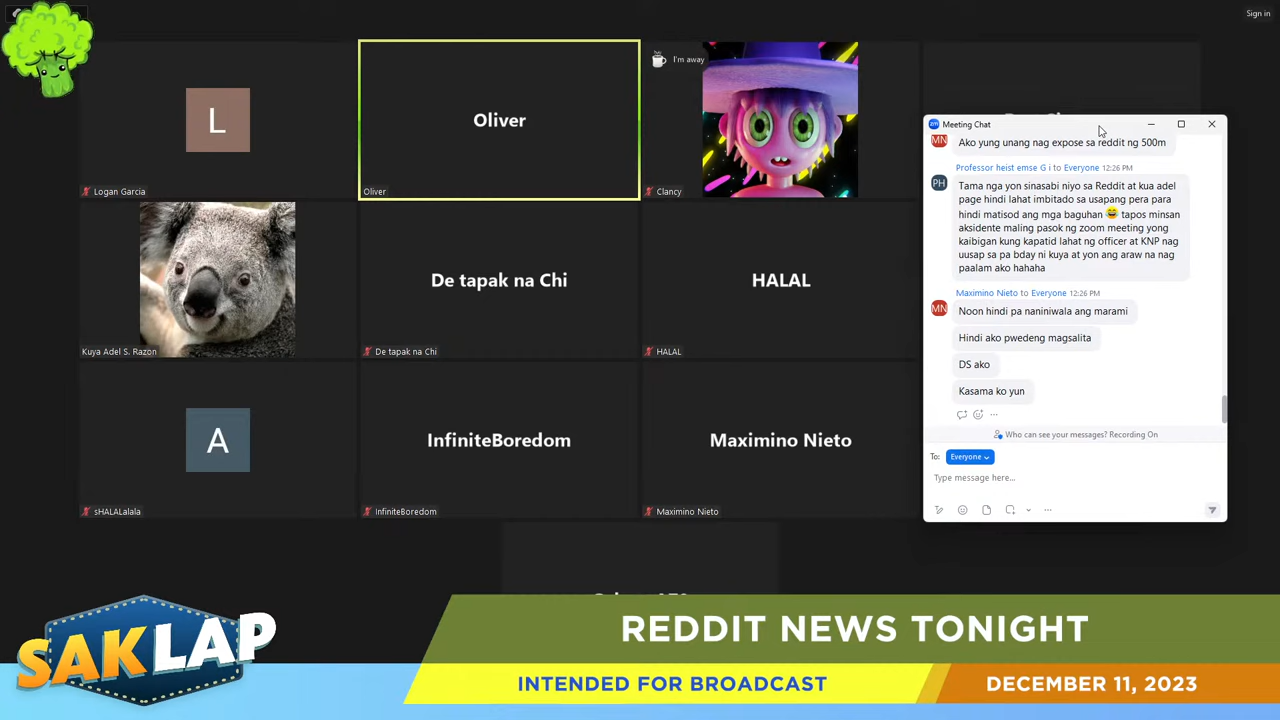 Sign in
L
Logan Garcia
Oliver
Oliver
I'm away
Clancy
Kuya Adel S. Razon
De tapak na Chi
De tapak na Chi
HALAL
HALAL
A
sHALALalala
InfiniteBoredom
InfiniteBoredom
Maximino Nieto
Maximino Nieto
zm Meeting Chat
MN
Ako yung unang nag expose sa reddit ng 500m
Professor heist emse G i to Everyone 12:26 PM
PH
Tama nga yon sinasabi niyo sa Reddit at kua adel
page hindi lahat imbitado sa usapang pera para
hindi matisod ang mga baguhan 😂 tapos minsan
aksidente maling pasok ng zoom meeting yong
kaibigan kung kapatid lahat ng officer at KNP nag
uusap sa pa bday ni kuya at yon ang araw na nag
paalam ako hahaha
Maximino Nieto to Everyone 12:26 PM
MN
Noon hindi pa naniniwala ang marami
Hindi ako pwedeng magsalita
DS ako
Kasama ko yun
Who can see your messages? Recording On
To: Everyone
Type message here...
SAKLAP
REDDIT NEWS TONIGHT
INTENDED FOR BROADCAST
DECEMBER 11, 2023